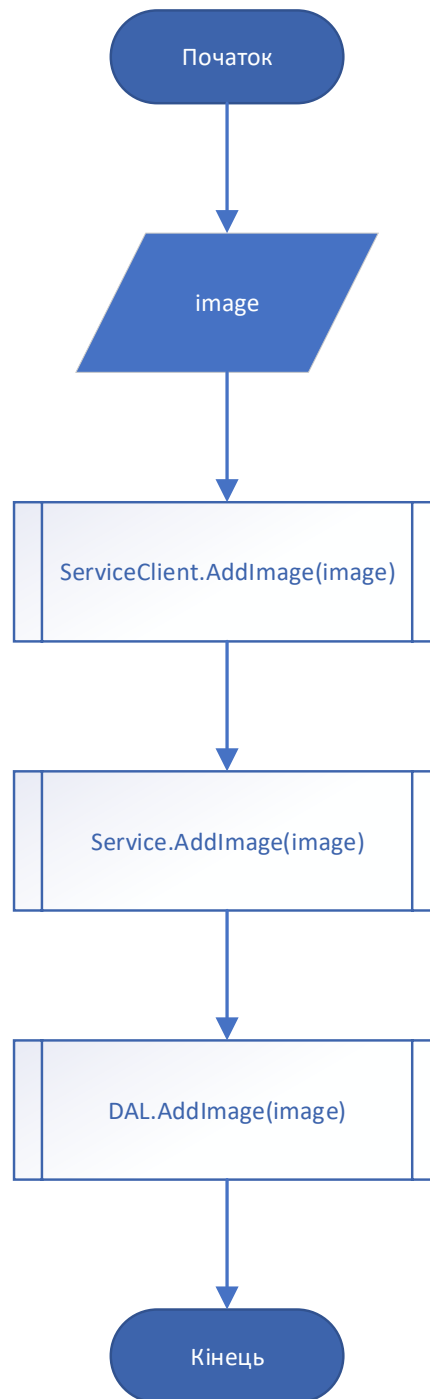 Початок
image
ServiceClient.AddImage(image)
Service.AddImage(image)
DAL.AddImage(image)
Кінець